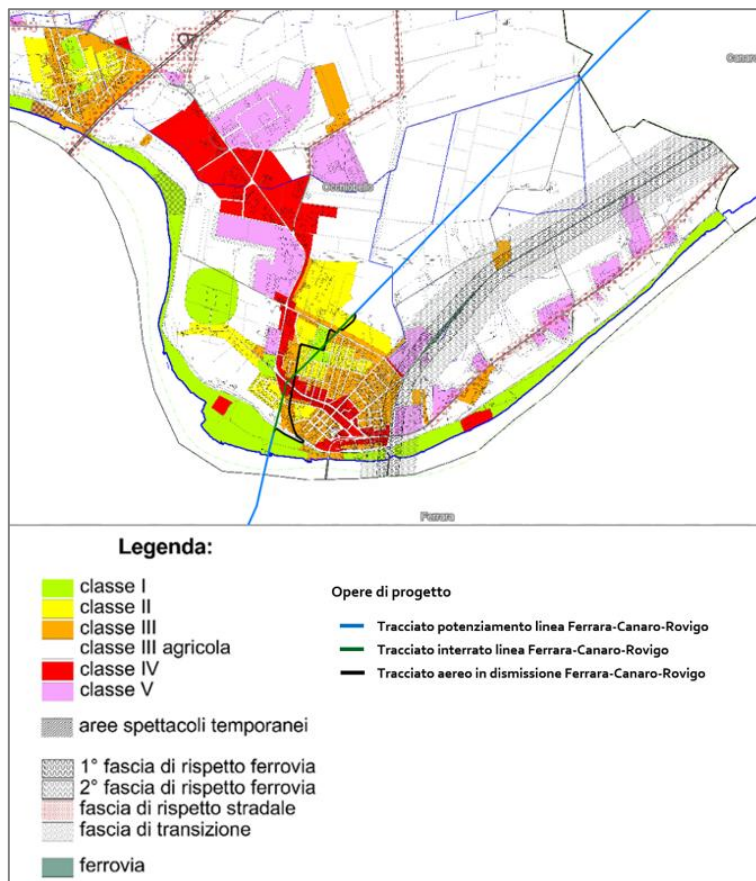 Canaro
Occhiobello
Ferrara
Legenda:
classe I
classe II
classe III
classe III agricola
classe IV
classe V
aree spettacoli temporanei
1° fascia di rispetto ferrovia
2° fascia di rispetto ferrovia
fascia di rispetto stradale
fascia di transizione
ferrovia
Opere di progetto
Tracciato potenziamento linea Ferrara-Canaro-Rovigo
Tracciato interrato linea Ferrara-Canaro-Rovigo
Tracciato aereo in dismissione Ferrara-Canaro-Rovigo